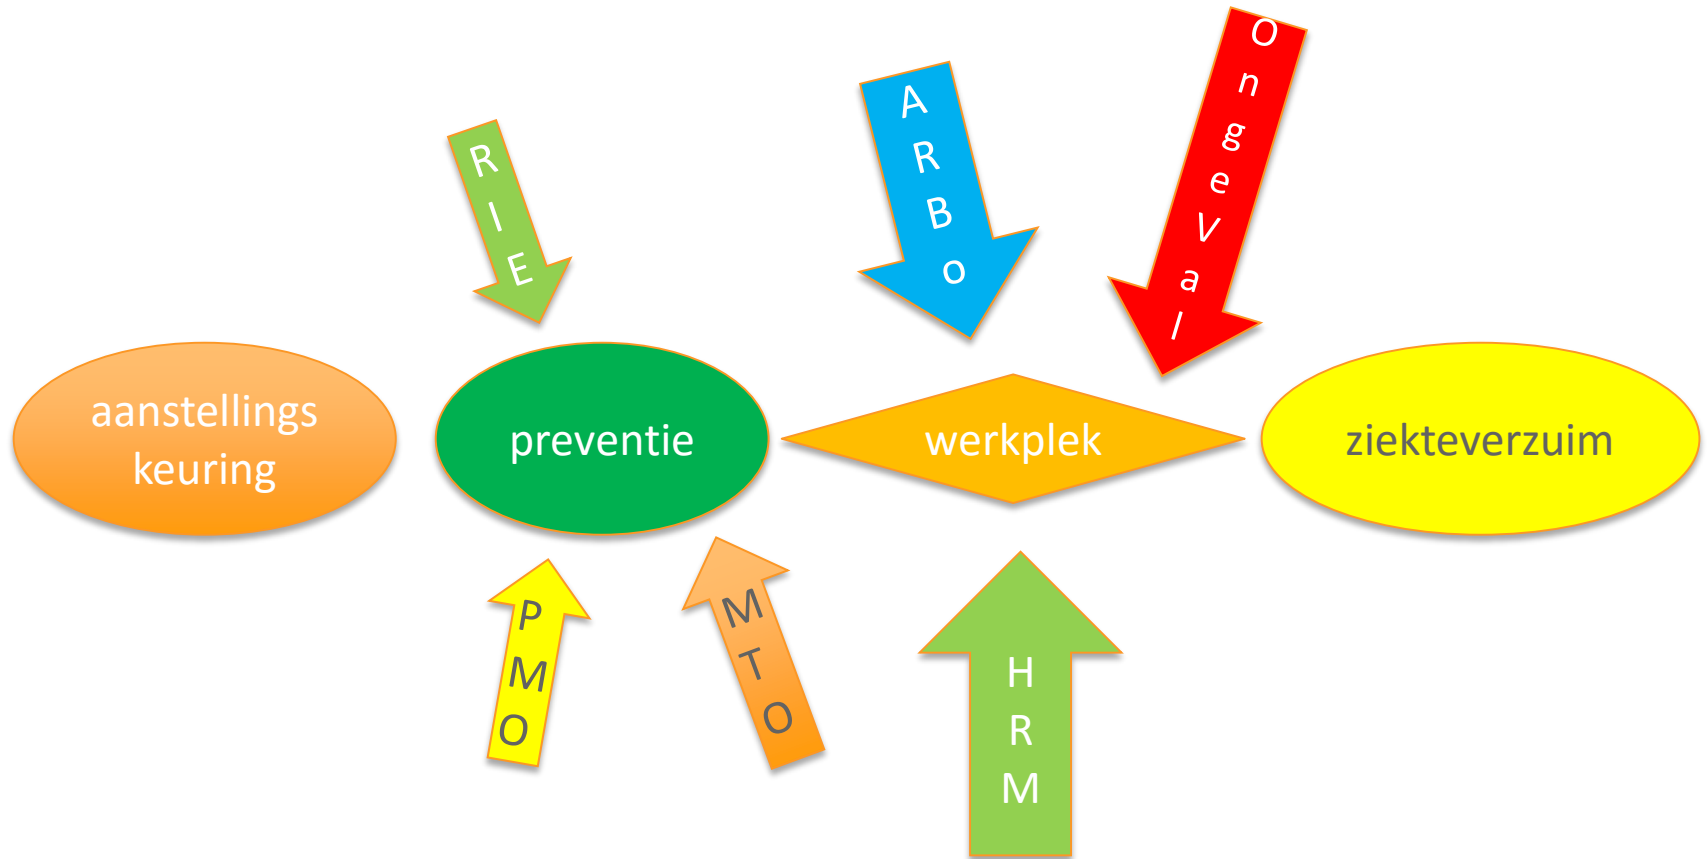 RIE
ARBo
OngeVal
aanstellings
keuring
preventie
werkplek
ziekteverzuim
PMO
MTO
HRM